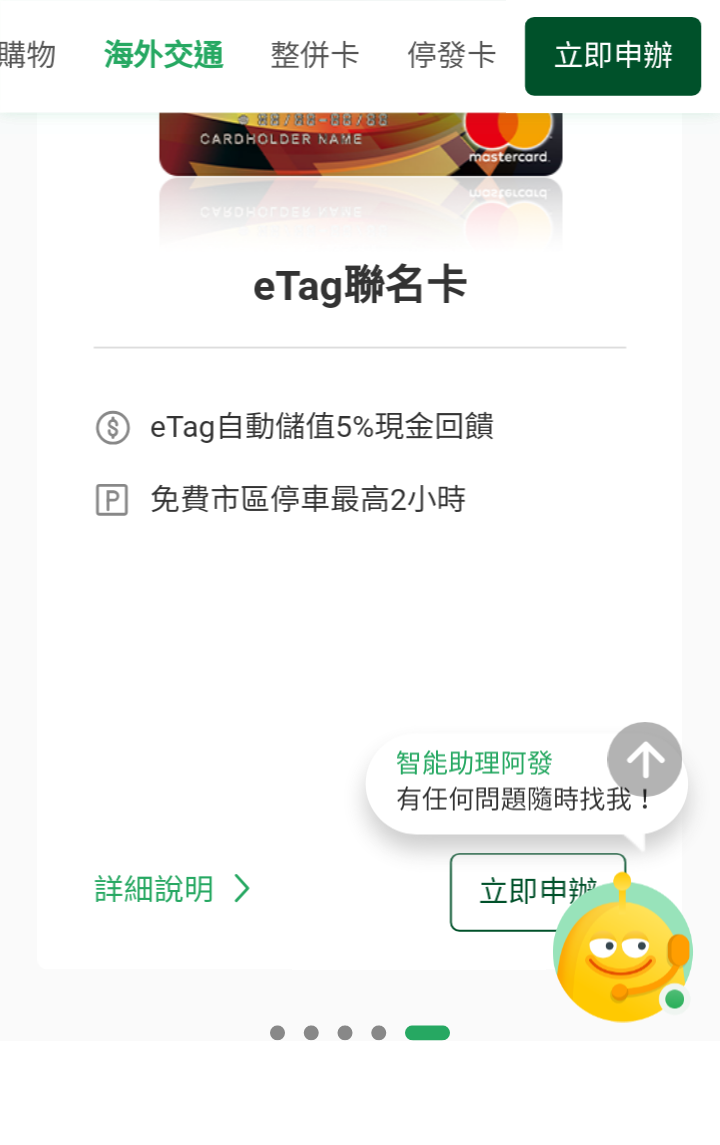 購物 海外交通 整併卡 停發卡 立即申辦
CARDHOLDER NAME
mastercard.
eTag聯名卡
eTag自動儲值5%現金回饋
P 免費市區停車最高2小時
智能助理阿發
有任何問題隨時找我！
詳細說明 立即申辦